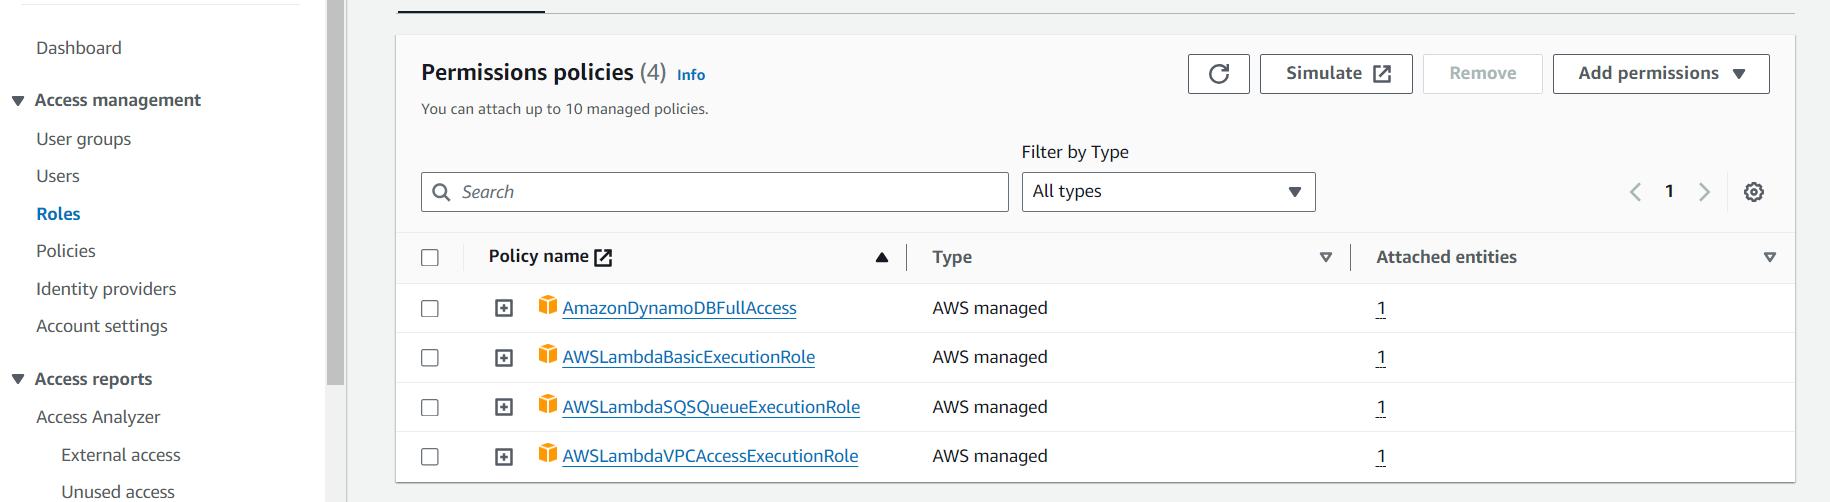 Dashboard
Access management
User groups
Users
Roles
Policies
Identity providers
Account settings
Access reports
Access Analyzer
External access
Unused access
Permissions policies (4) Info
You can attach up to 10 managed policies.
Simulate
Remove
Add permissions
Filter by Type
Search
All types
1
Policy name Type Attached entities
AmazonDynamoDBFullAccess AWS managed 1
AWSLambdaBasicExecutionRole AWS managed 1
AWSLambdaSQSQueueExecutionRole AWS managed 1
AWSLambdaVPCAccessExecutionRole AWS managed 1